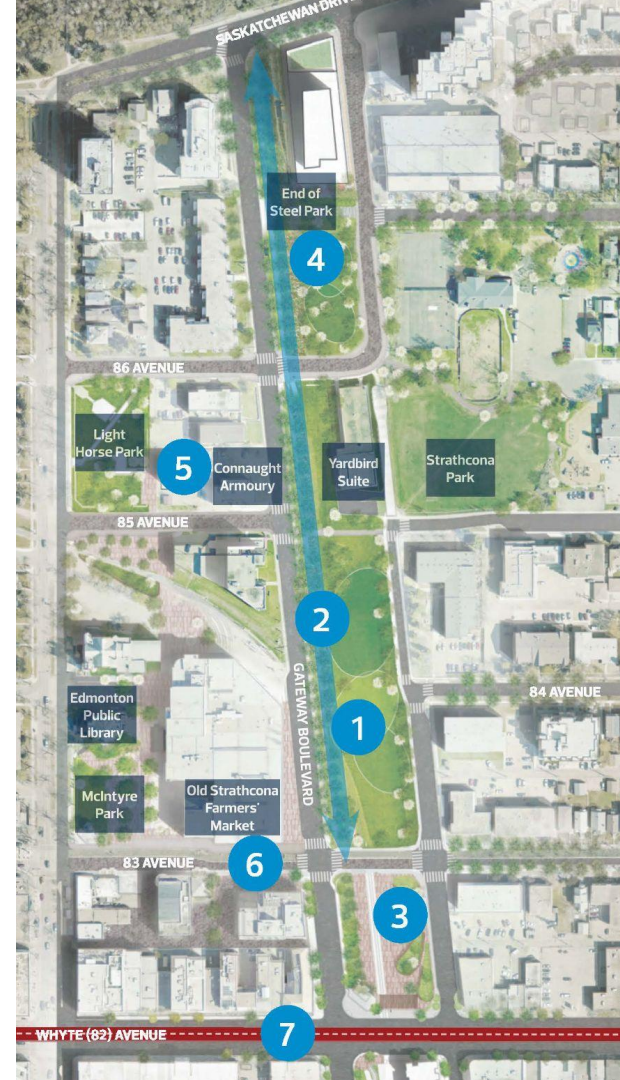 SASKATCHEWAN DRIVE
End of
Steel Park
4
86 AVENUE
Light
Horse Park
5
Connaught
Armoury
Yardbird
Suite
Strathcona
Park
85 AVENUE
2
GATEWAY BOULEVARD
84 AVENUE
1
Edmonton
Public
Library
McIntyre
Park
Old Strathcona
Farmers'
Market
83 AVENUE
6
3
7
WHYTE (82) AVENUE